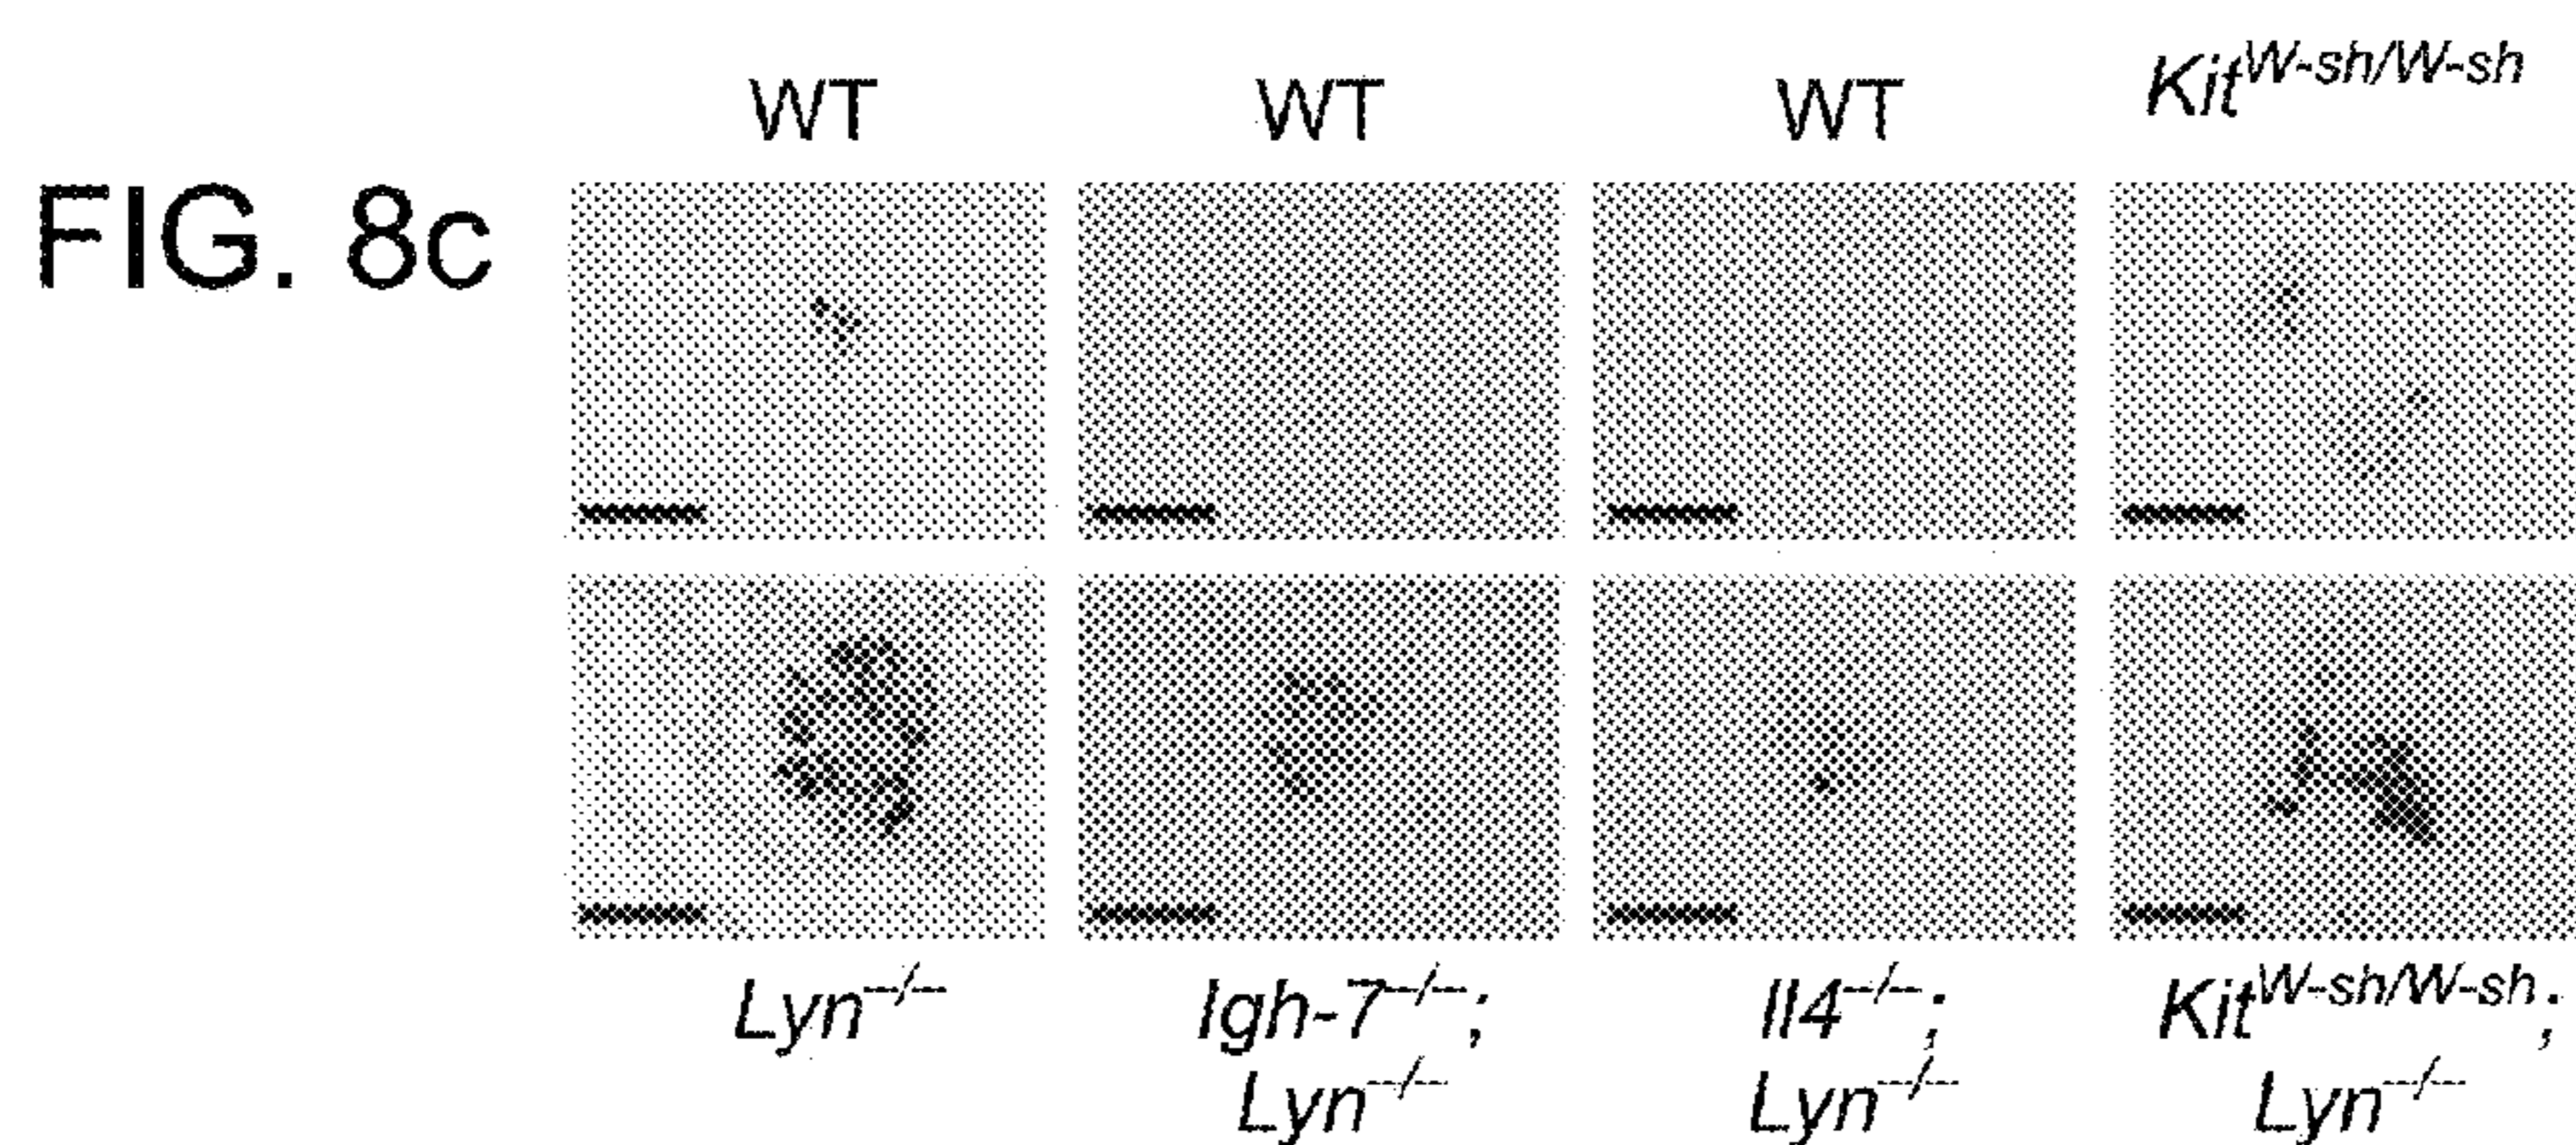 WT WT WT Kit^W-sh/W-sh
FIG. 8c
Lyn^–/– Igh-7^–/–; Il4^–/–; Kit^W-sh/W-sh;
Lyn^–/– Lyn^–/– Lyn^–/–